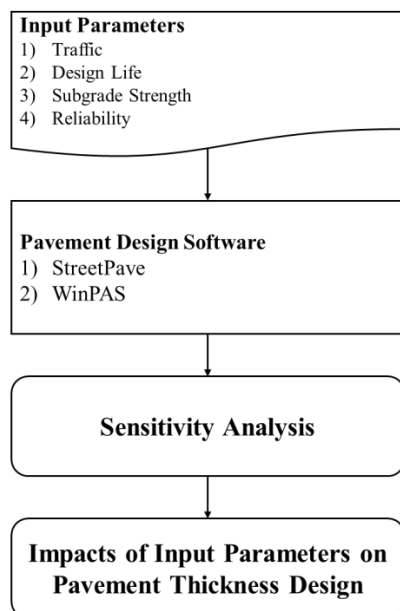 Input Parameters
1) Traffic
2) Design Life
3) Subgrade Strength
4) Reliability
Pavement Design Software
1) StreetPave
2) WinPAS
Sensitivity Analysis
Impacts of Input Parameters on
Pavement Thickness Design